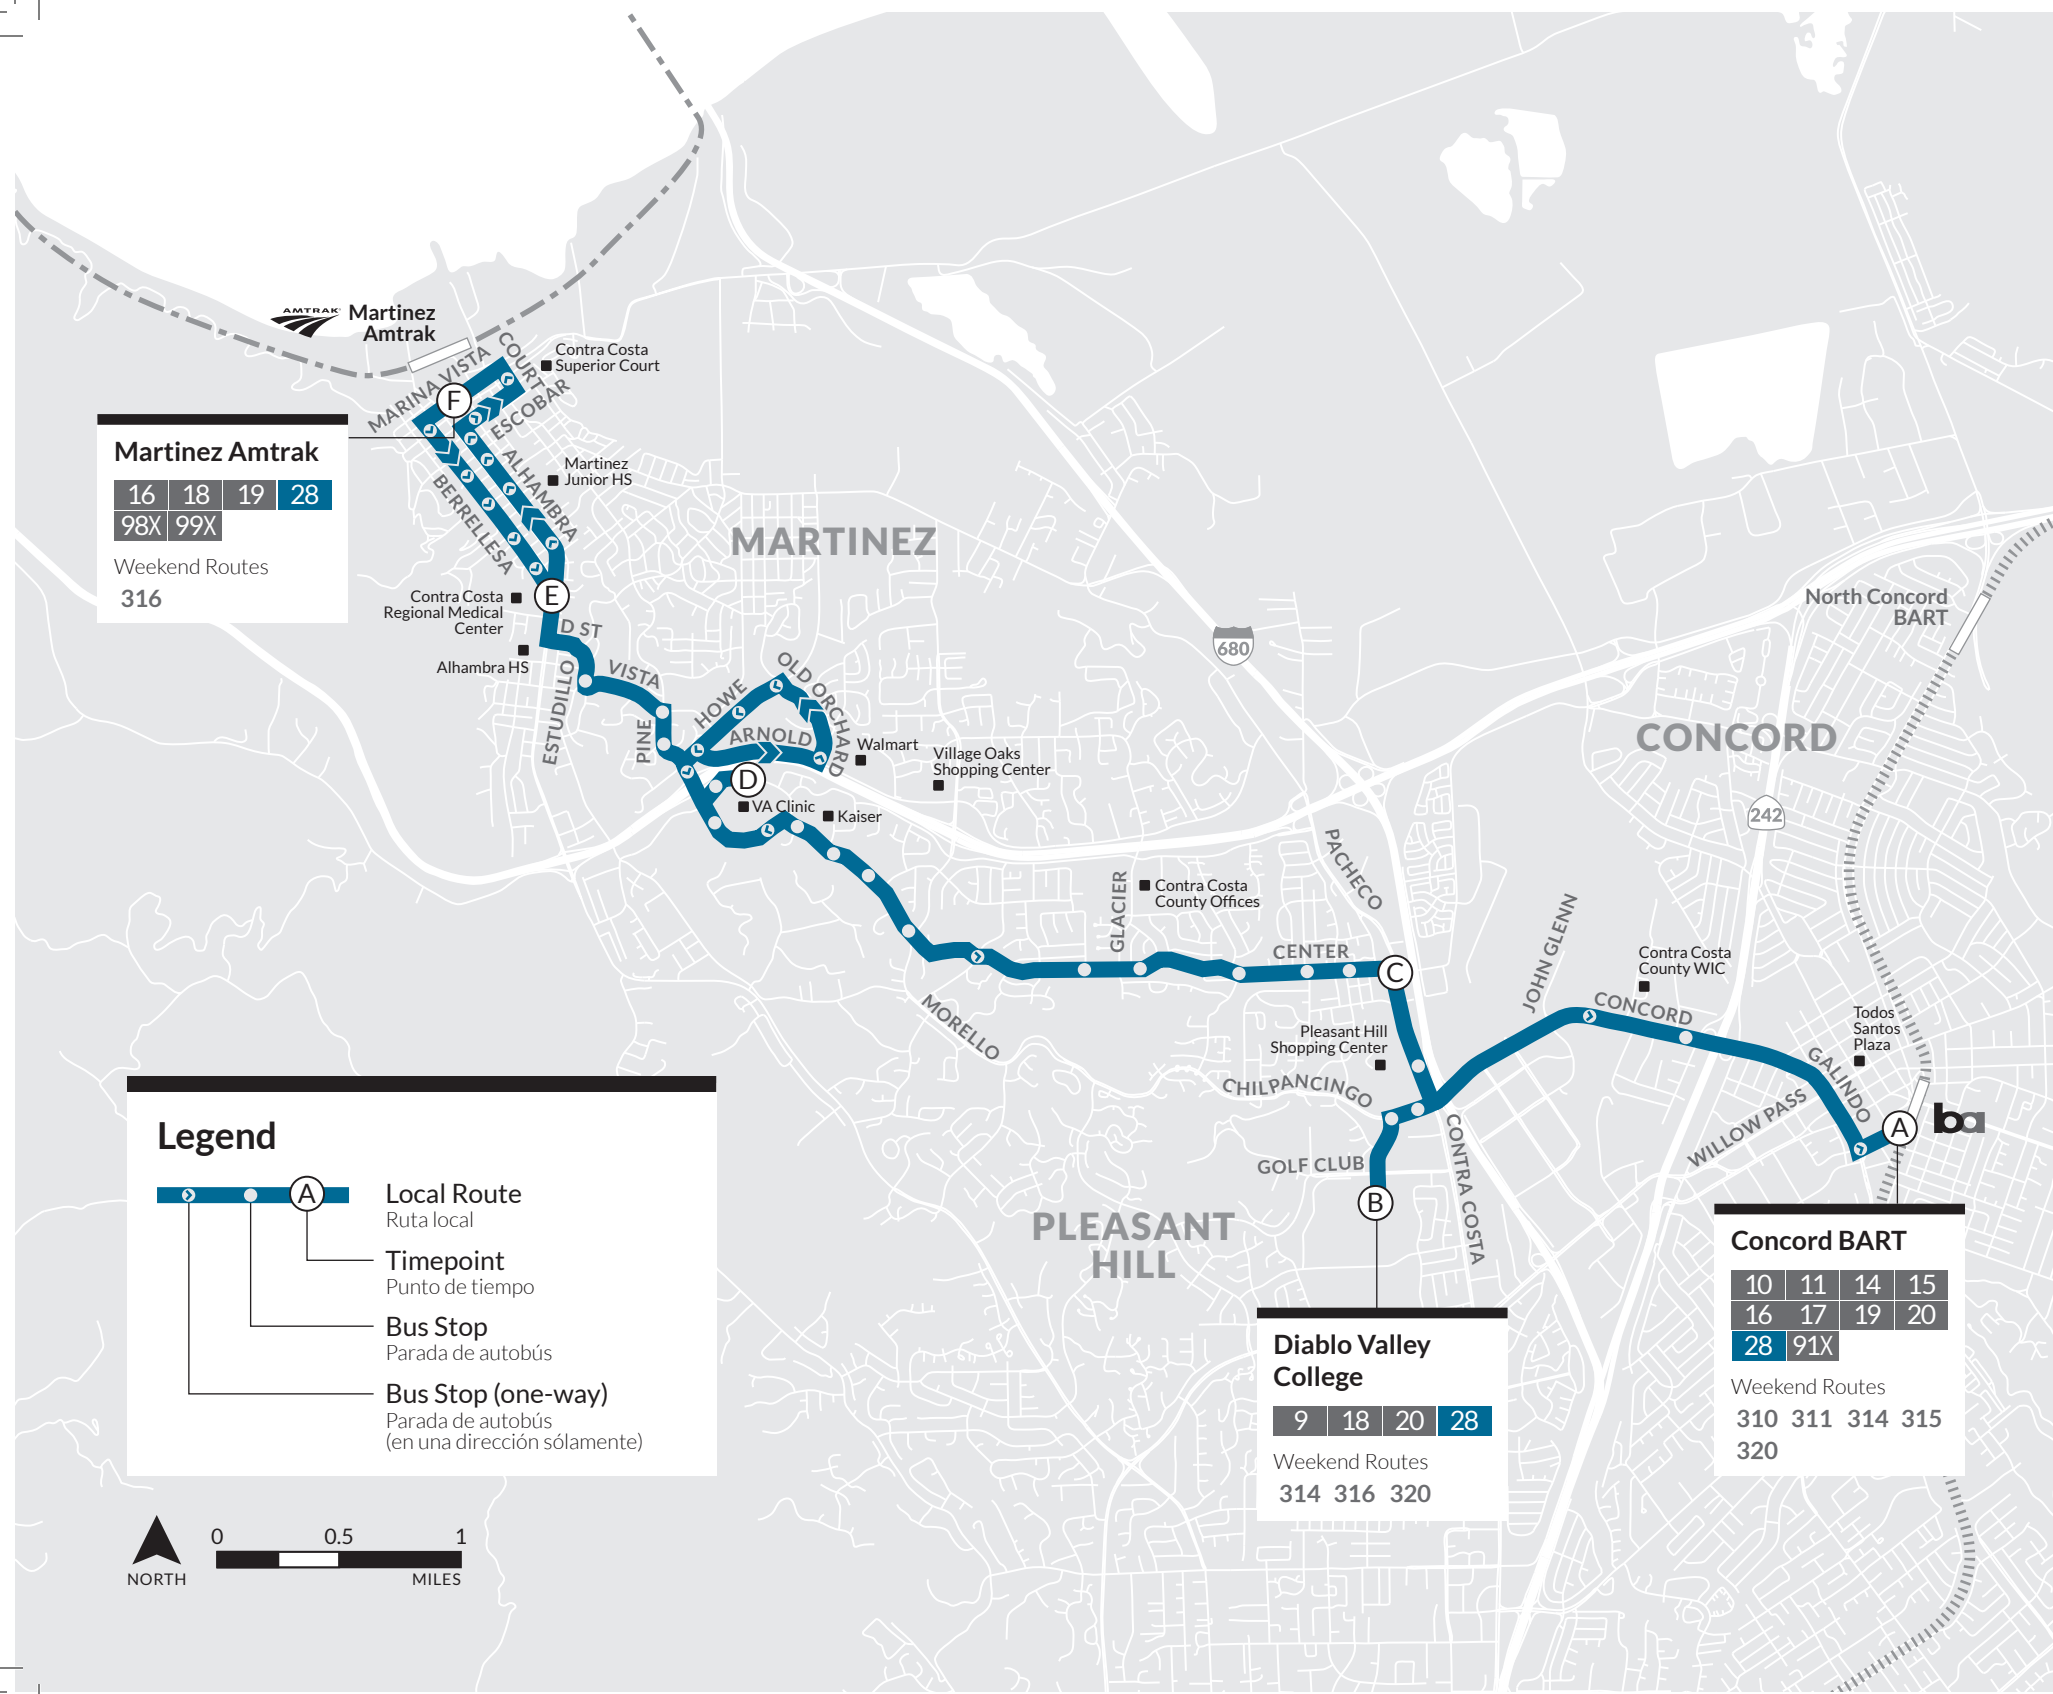 AMTRAK
Martinez
Amtrak
MARINA VISTA
COURT
ESCOBAR
Contra Costa
Superior Court
F
Martinez Amtrak
16 18 19 28
98X 99X
Weekend Routes
316
ALHAMBRA
BERRELLESA
Martinez
Junior HS
MARTINEZ
Contra Costa
Regional Medical
Center
E
D ST
Alhambra HS
ESTUDILLO
VISTA
PINE
HOWE
OLD ORCHARD
ARNOLD
Walmart
Village Oaks
Shopping Center
D
VA Clinic
Kaiser
680
North Concord
BART
CONCORD
242
PACHECO
GLACIER
Contra Costa
County Offices
CENTER
C
MORELLO
JOHN GLENN
Contra Costa
County WIC
CONCORD
Todos
Santos
Plaza
GALINDO
WILLOW PASS
A
ba
Pleasant Hill
Shopping Center
CHILPANCINGO
GOLF CLUB
CONTRA COSTA
B
PLEASANT
HILL
Diablo Valley
College
9 18 20 28
Weekend Routes
314 316 320
Concord BART
10 11 14 15
16 17 19 20
28 91X
Weekend Routes
310 311 314 315
320
Legend
A
Local Route
Ruta local
Timepoint
Punto de tiempo
Bus Stop
Parada de autobús
Bus Stop (one-way)
Parada de autobús
(en una dirección sólamente)
0 0.5 1
NORTH
MILES